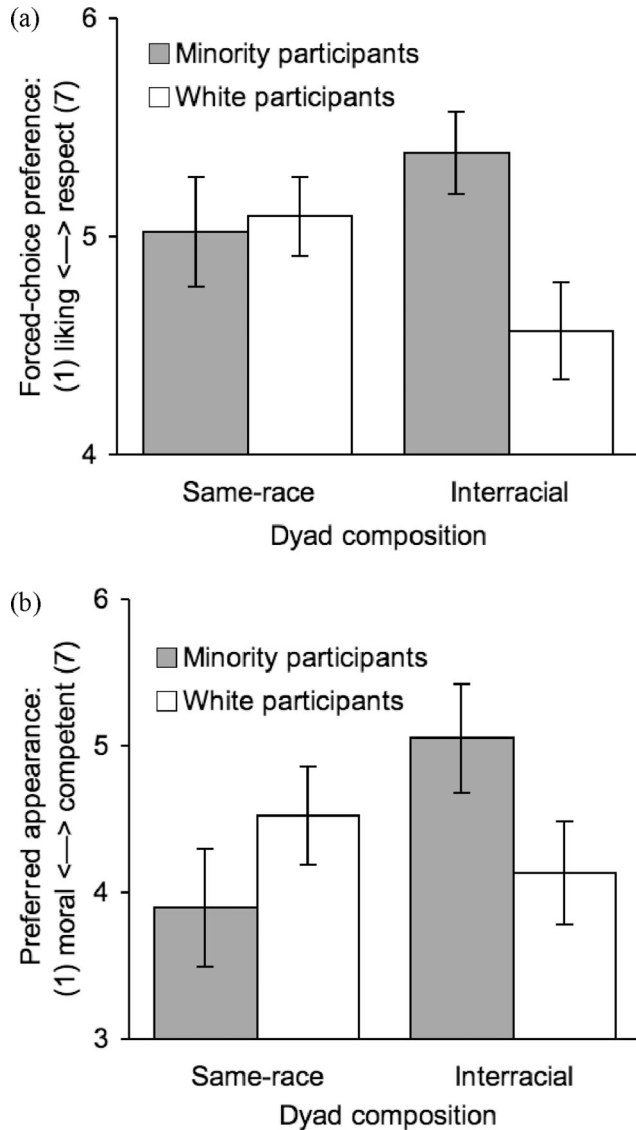 (a)
6
Minority participants
White participants
Forced-choice preference:
(1) liking <—> respect (7)
5
4
Same-race
Interracial
Dyad composition
(b)
6
Minority participants
White participants
Preferred appearance:
(1) moral <—> competent (7)
5
4
3
Same-race
Interracial
Dyad composition